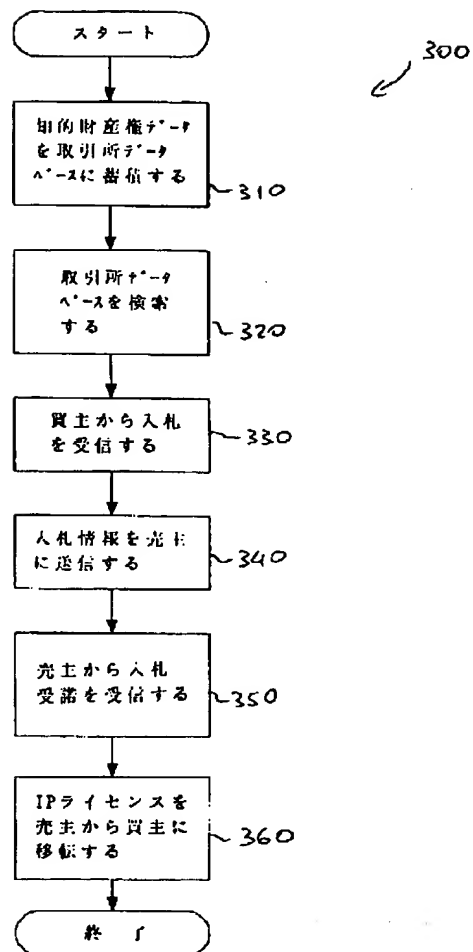 スタート
300
知的財産権データ
を取引所データ
ベースに蓄積する
310
取引所データ
ベースを検索
する
320
買主から入札
を受信する
330
入札情報を売主
に送信する
340
売主から入札
受諾を受信する
350
IPライセンスを
売主から買主に
移転する
360
終了